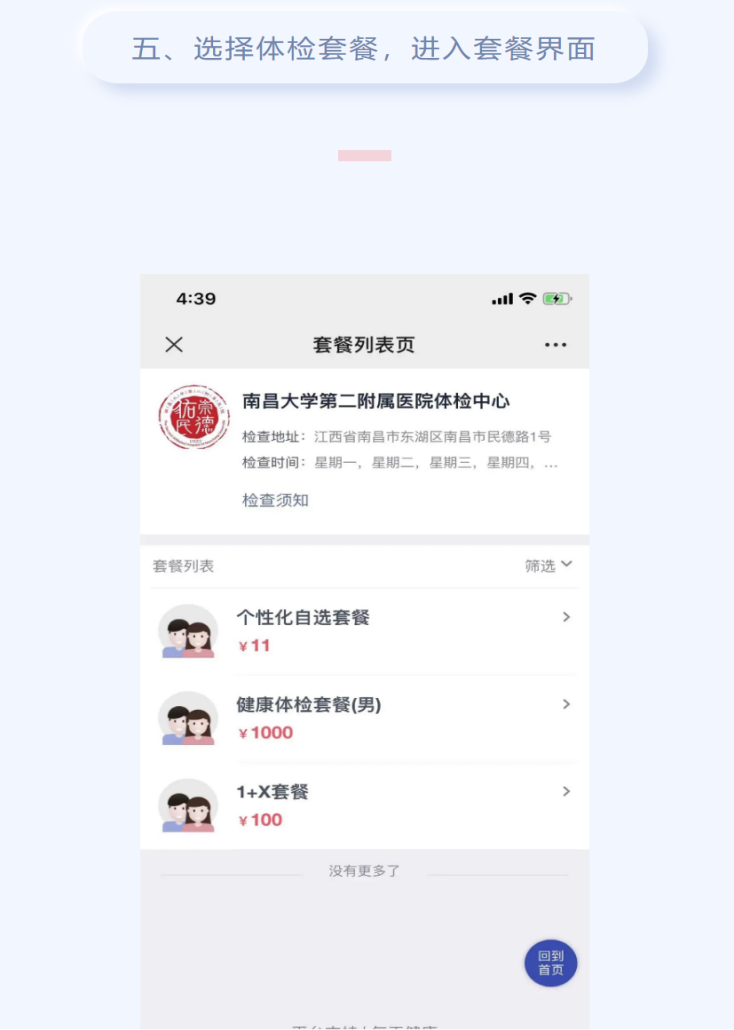 五、选择体检套餐，进入套餐界面
4:39
套餐列表页
佑崇
民德
南昌大学第二附属医院体检中心
检查地址：江西省南昌市东湖区南昌市民德路1号
检查时间：星期一，星期二，星期三，星期四，...
检查须知
套餐列表
筛选
个性化自选套餐
¥11
健康体检套餐(男)
¥1000
1+X套餐
¥100
没有更多了
回到
首页